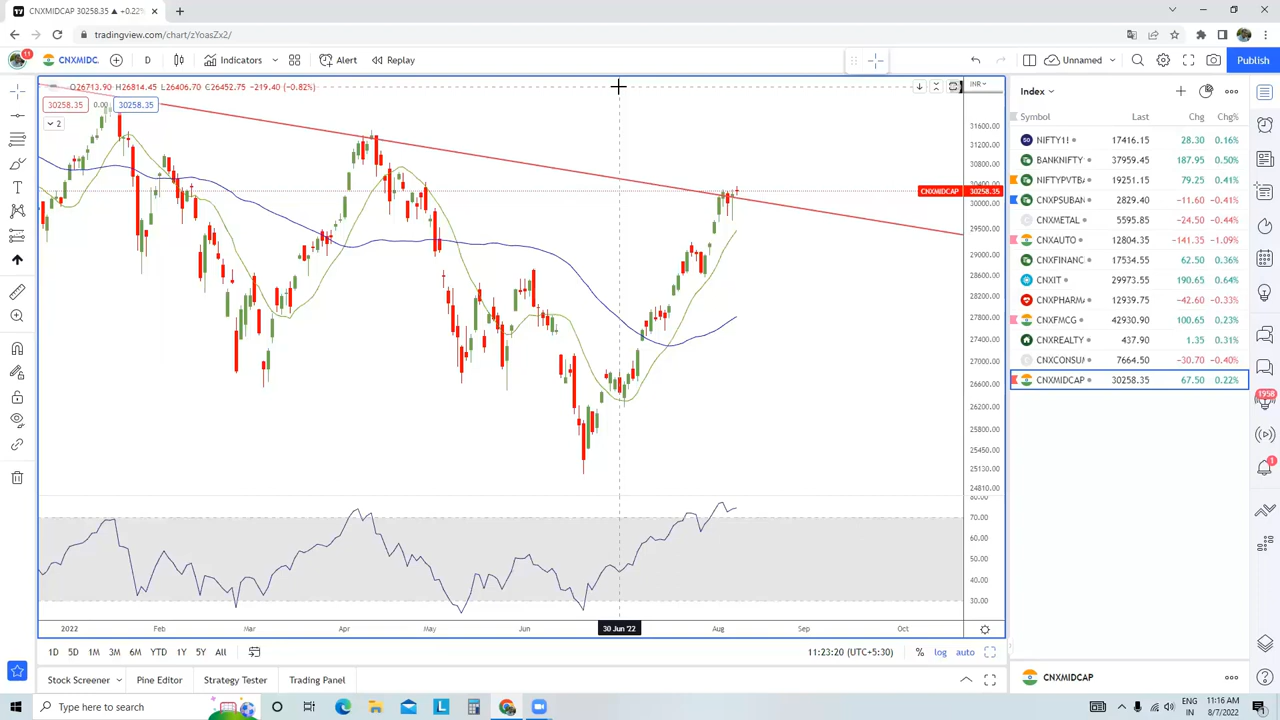 CNXMIDCAP 30258.35 ▲ +0.22%
tradingview.com/chart/zYoasZx2/
11
CNXMIDC. D Indicators Alert Replay Unnamed Publish
O26713.90 H26814.45 L26406.70 C26452.75 -219.40 (-0.82%)
30258.35 0.00 30258.35
2
INR
31600.00
31200.00
30800.00
30400.00
CNXMIDCAP 30258.35
30000.00
29500.00
29000.00
28600.00
28200.00
27800.00
27400.00
27000.00
26600.00
26200.00
25800.00
25450.00
25130.00
24810.00
80.00
70.00
60.00
50.00
40.00
30.00
2022 Feb Mar Apr May Jun 30 Jun '22 Aug Sep Oct
1D 5D 1M 3M 6M YTD 1Y 5Y All
11:23:20 (UTC+5:30) % log auto
Stock Screener Pine Editor Strategy Tester Trading Panel
Index
Symbol Last Chg Chg%
NIFTY1! 17416.15 28.30 0.16%
BANKNIFTY 37959.45 187.95 0.50%
NIFTYPVTBA 19251.15 79.25 0.41%
CNXPSUBAN 2829.40 -11.60 -0.41%
CNXMETAL 5595.85 -24.50 -0.44%
CNXAUTO 12804.35 -141.35 -1.09%
CNXFINANC 17534.55 62.50 0.36%
CNXIT 29973.55 190.65 0.64%
CNXPHARMA 12939.75 -42.60 -0.33%
CNXFMCG 42930.90 100.65 0.23%
CNXREALTY 437.90 1.35 0.31%
CNXCONSUM 7664.50 -30.70 -0.40%
CNXMIDCAP 30258.35 67.50 0.22%
1958
1
CNXMIDCAP
Type here to search
ENG
IN
11:16 AM
8/7/2022